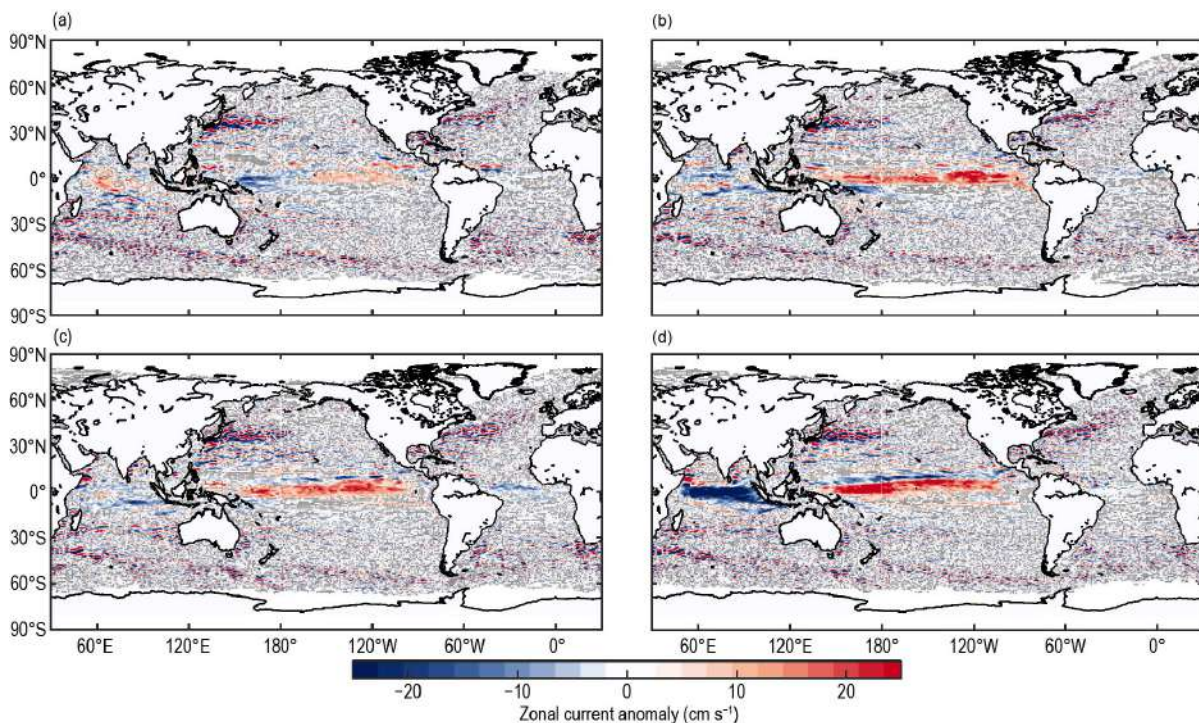 (a) (b)
90°N
60°N
30°N
0°
30°S
60°S
90°S
(c) (d)
90°N
60°N
30°N
0°
30°S
60°S
90°S
60°E 120°E 180° 120°W 60°W 0° 60°E 120°E 180° 120°W 60°W 0°
−20 −10 0 10 20
Zonal current anomaly (cm s⁻¹)